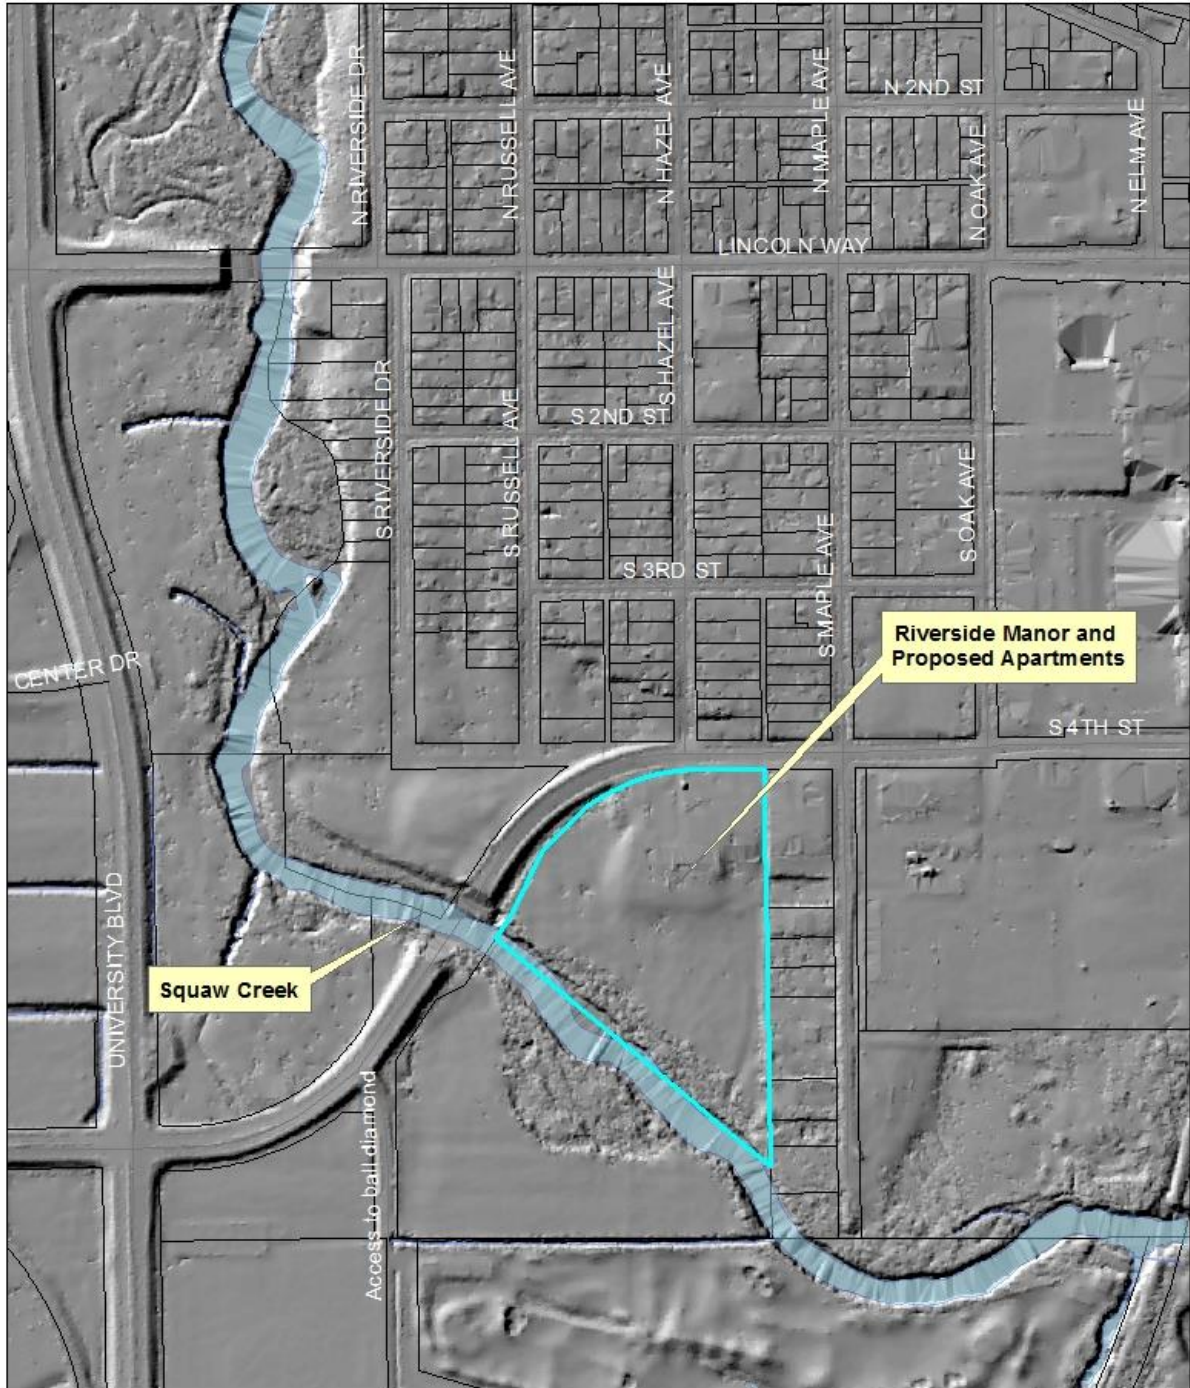 N 2ND ST
N RIVERSIDE DR
N RUSSELL AVE
N HAZEL AVE
N MAPLE AVE
N OAK AVE
N ELM AVE
LINCOLN WAY
S HAZEL AVE
S 2ND ST
S RIVERSIDE DR
S RUSSELL AVE
S OAK AVE
S 3RD ST
S MAPLE AVE
Riverside Manor and
Proposed Apartments
CENTER DR
S 4TH ST
UNIVERSITY BLVD
Squaw Creek
Access to ball diamond